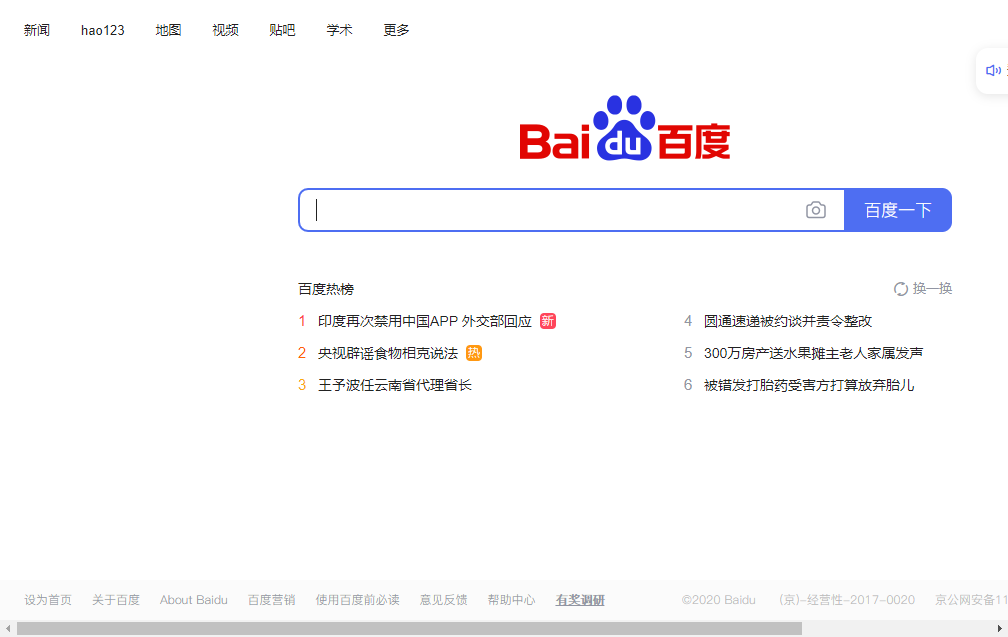 新闻 hao123 地图 视频 贴吧 学术 更多
Bai du 百度
百度一下
百度热榜 换一换
1 印度再次禁用中国APP 外交部回应 新
4 圆通速递被约谈并责令整改
2 央视辟谣食物相克说法 热
5 300万房产送水果摊主老人家属发声
3 王予波任云南省代理省长
6 被错发打胎药受害方打算放弃胎儿
设为首页 关于百度 About Baidu 百度营销 使用百度前必读 意见反馈 帮助中心 有奖调研 ©2020 Baidu (京)-经营性-2017-0020 京公网安备11